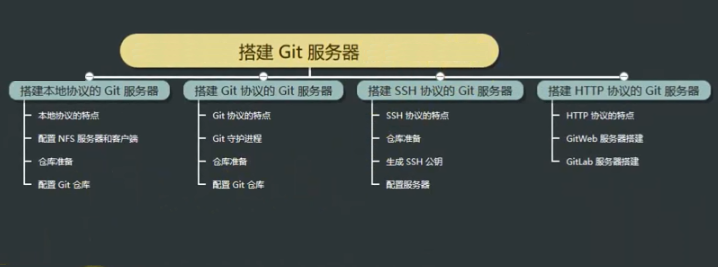 搭建 Git 服务器
搭建本地协议的 Git 服务器
本地协议的特点
配置 NFS 服务器和客户端
仓库准备
配置 Git 仓库
搭建 Git 协议的 Git 服务器
Git 协议的特点
Git 守护进程
仓库准备
配置 Git 仓库
搭建 SSH 协议的 Git 服务器
SSH 协议的特点
仓库准备
生成 SSH 公钥
配置服务器
搭建 HTTP 协议的 Git 服务器
HTTP 协议的特点
GitWeb 服务器搭建
GitLab 服务器搭建